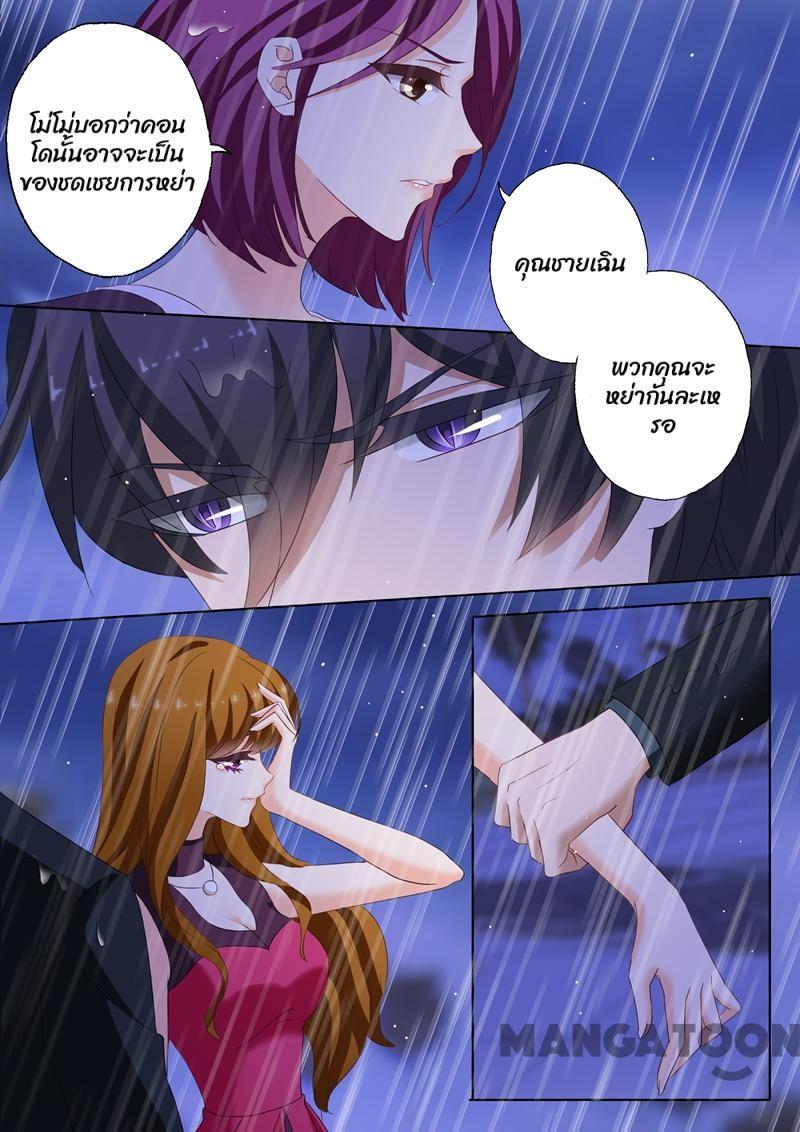 โม่โม่บอกว่าคอน
โดนั้นอาจจะเป็น
ของชดเชยการหย่า
คุณชายเฉิน
พวกคุณจะ
หย่ากันละเห
รอ
MANGATOON